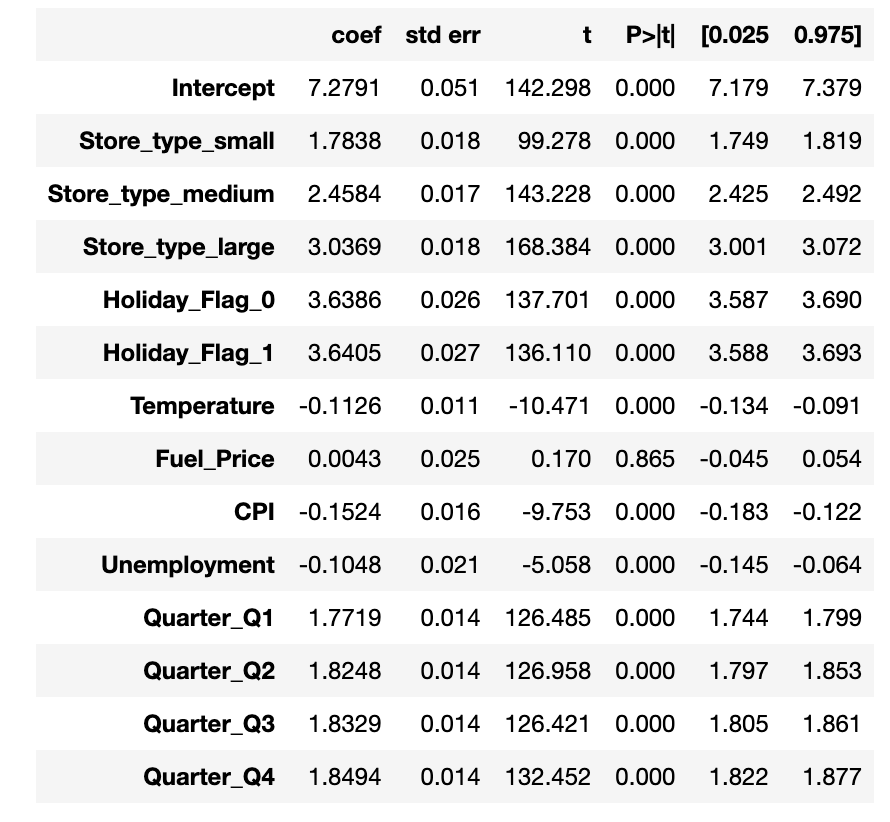 coef std err t P>|t| [0.025 0.975]
Intercept 7.2791 0.051 142.298 0.000 7.179 7.379
Store_type_small 1.7838 0.018 99.278 0.000 1.749 1.819
Store_type_medium 2.4584 0.017 143.228 0.000 2.425 2.492
Store_type_large 3.0369 0.018 168.384 0.000 3.001 3.072
Holiday_Flag_0 3.6386 0.026 137.701 0.000 3.587 3.690
Holiday_Flag_1 3.6405 0.027 136.110 0.000 3.588 3.693
Temperature -0.1126 0.011 -10.471 0.000 -0.134 -0.091
Fuel_Price 0.0043 0.025 0.170 0.865 -0.045 0.054
CPI -0.1524 0.016 -9.753 0.000 -0.183 -0.122
Unemployment -0.1048 0.021 -5.058 0.000 -0.145 -0.064
Quarter_Q1 1.7719 0.014 126.485 0.000 1.744 1.799
Quarter_Q2 1.8248 0.014 126.958 0.000 1.797 1.853
Quarter_Q3 1.8329 0.014 126.421 0.000 1.805 1.861
Quarter_Q4 1.8494 0.014 132.452 0.000 1.822 1.877